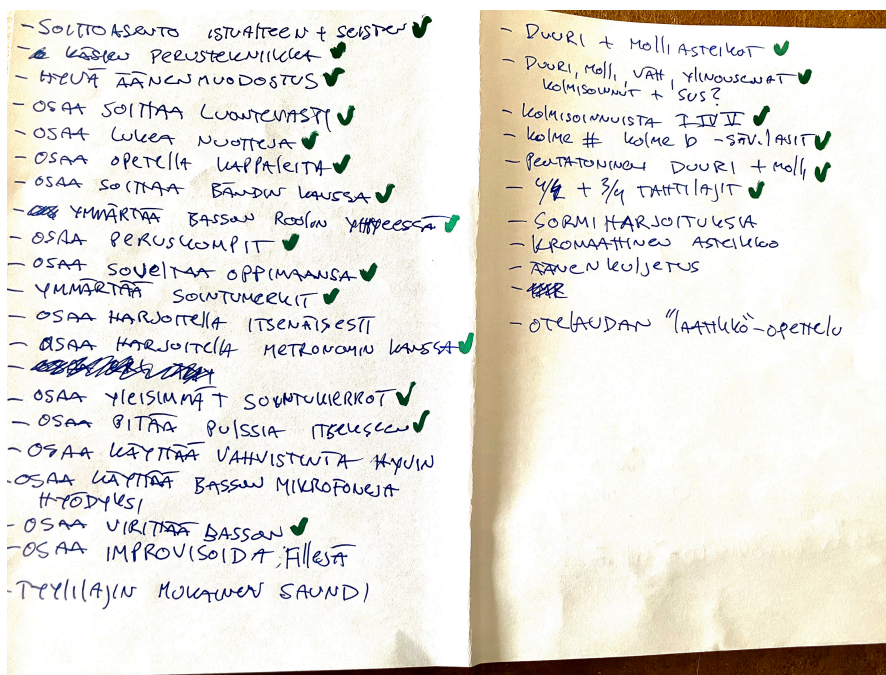 - SOITTOASENTO ISTUALTEEN + SEISTEN ✓
- KÄSIEN PERUSTEKNIIKKA ✓
- HYVÄ ÄÄNENMUODOSTUS ✓
- OSAA SOITTAA LUONTEVASTI ✓
- OSAA LUKEA NUOTTEJA ✓
- OSAA OPETELLA KAPPALEITA ✓
- OSAA SOITTAA BÄNDIN KANSSA ✓
- YMMÄRTÄÄ BASSON ROOLIN YHTYEESSÄ ✓
- OSAA PERUSKOMPIT ✓
- OSAA SOVELTAA OPPIMAANSA ✓
- YMMÄRTÄÄ SOINTUMERKIT ✓
- OSAA HARJOITELLA ITSENÄISESTI
- OSAA HARJOITELLA METRONOMIN KANSSA ✓
-
- OSAA YLEISIMMÄT SOINTUKIERROT ✓
- OSAA PITÄÄ PULSSIA ITSEKSEEN ✓
- OSAA KÄYTTÄÄ VAHVISTINTA HYVIN
- OSAA KÄYTTÄÄ BASSON MIKROFONEJA
HYÖDYKSI
- OSAA VIRITTÄÄ BASSON ✓
- OSAA IMPROVISOIDA, FILLEJÄ
- TYYLILAJIN MUKAINEN SAUNDI
- DUURI + MOLLI ASTEIKOT ✓
- DUURI, MOLLI, VÄH, YLINOUSEVAT ✓
KOLMISOINNUT + SUS?
- KOLMISOINNUISTA I IV V ✓
- KOLME # KOLME b -SÄV.LAJIT ✓
- PENTATONINEN DUURI + MOLLI ✓
- 4/4 + 3/4 TAHTILAJIT ✓
- SORMIHARJOITUKSIA
- KROMAATTINEN ASTEIKKO
- ÄÄNENKULJETUS
-
- OTELAUDAN "LAATIKKO"-OPETTELU